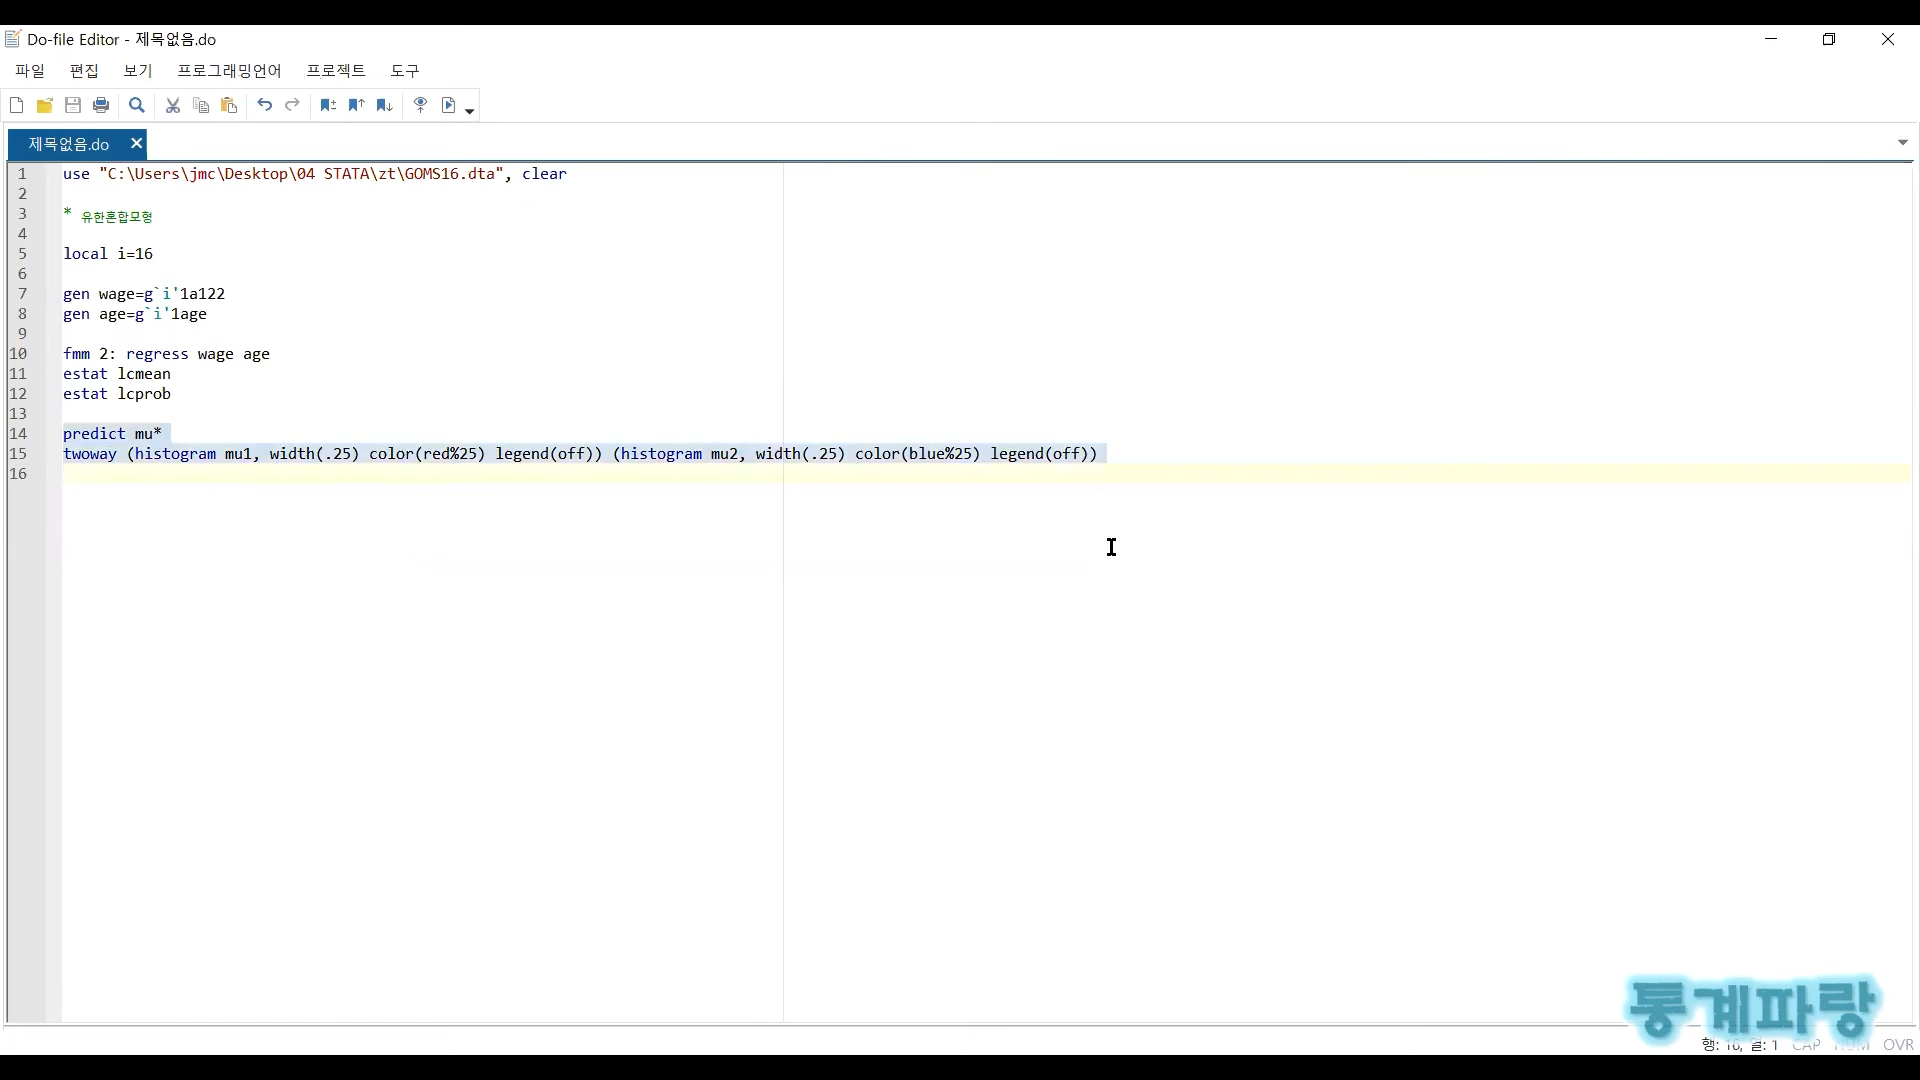 Do-file Editor - 제목없음.do
파일 편집 보기 프로그래밍언어 프로젝트 도구
제목없음.do
1 use "C:\Users\jmc\Desktop\04 STATA\zt\GOMS16.dta", clear
2
3 * 유한혼합모형
4
5 local i=16
6
7 gen wage=g`i'1a122
8 gen age=g`i'1age
9
10 fmm 2: regress wage age
11 estat lcmean
12 estat lcprob
13
14 predict mu*
15 twoway (histogram mu1, width(.25) color(red%25) legend(off)) (histogram mu2, width(.25) color(blue%25) legend(off))
16
통계파랑
행: 16, 열: 1 CAP NUM OVR